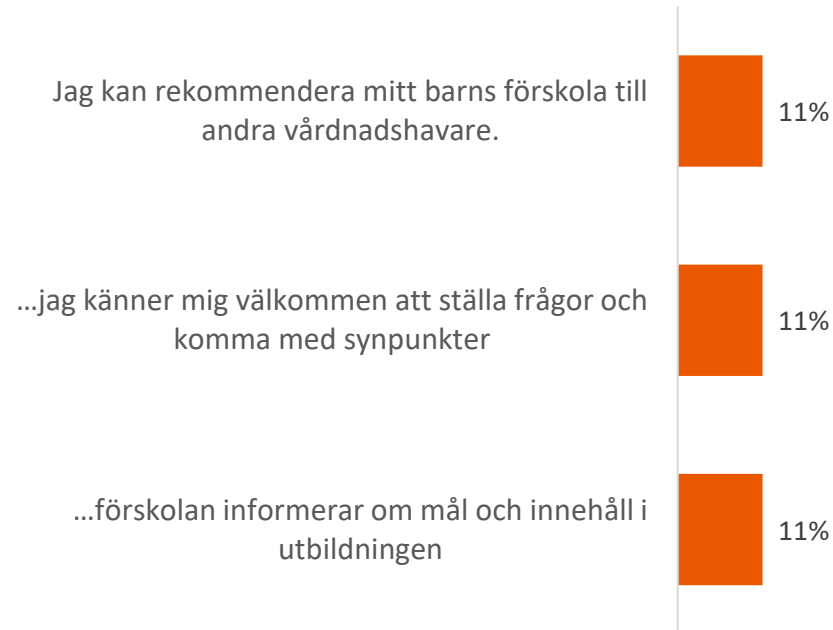 Jag kan rekommendera mitt barns förskola till
andra vårdnadshavare.
11%
…jag känner mig välkommen att ställa frågor och
komma med synpunkter
11%
…förskolan informerar om mål och innehåll i
utbildningen
11%